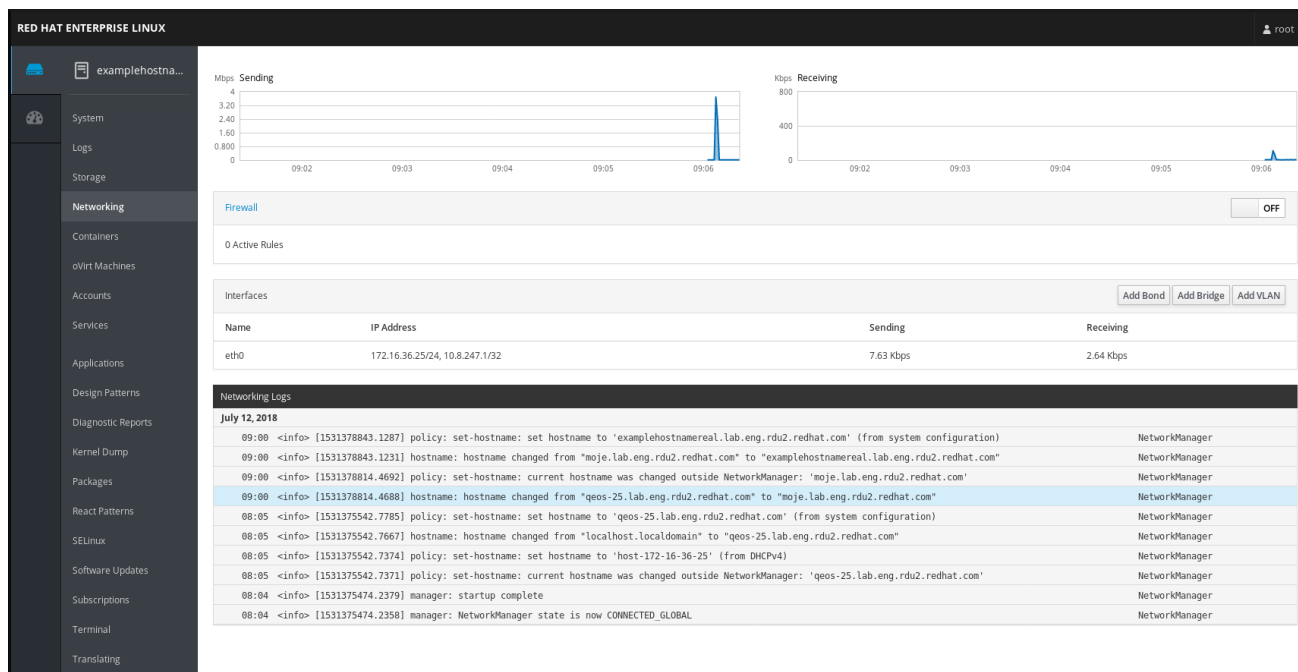 RED HAT ENTERPRISE LINUX
root
examplehostna...
System
Logs
Storage
Networking
Containers
oVirt Machines
Accounts
Services
Applications
Design Patterns
Diagnostic Reports
Kernel Dump
Packages
React Patterns
SELinux
Software Updates
Subscriptions
Terminal
Translating
Mbps Sending
4
3.20
2.40
1.60
0.800
0
09:02 09:03 09:04 09:05 09:06
Kbps Receiving
800
400
0
09:02 09:03 09:04 09:05 09:06
Firewall OFF
0 Active Rules
Interfaces Add Bond Add Bridge Add VLAN
Name IP Address Sending Receiving
eth0 172.16.36.25/24, 10.8.247.1/32 7.63 Kbps 2.64 Kbps
Networking Logs
July 12, 2018
09:00 <info> [1531378843.1287] policy: set-hostname: set hostname to 'examplehostnamereal.lab.eng.rdu2.redhat.com' (from system configuration) NetworkManager
09:00 <info> [1531378843.1231] hostname: hostname changed from "moje.lab.eng.rdu2.redhat.com" to "examplehostnamereal.lab.eng.rdu2.redhat.com" NetworkManager
09:00 <info> [1531378814.4692] policy: set-hostname: current hostname was changed outside NetworkManager: 'moje.lab.eng.rdu2.redhat.com' NetworkManager
09:00 <info> [1531378814.4688] hostname: hostname changed from "qeos-25.lab.eng.rdu2.redhat.com" to "moje.lab.eng.rdu2.redhat.com" NetworkManager
08:05 <info> [1531375542.7785] policy: set-hostname: set hostname to 'qeos-25.lab.eng.rdu2.redhat.com' (from system configuration) NetworkManager
08:05 <info> [1531375542.7667] hostname: hostname changed from "localhost.localdomain" to "qeos-25.lab.eng.rdu2.redhat.com" NetworkManager
08:05 <info> [1531375542.7374] policy: set-hostname: set hostname to 'host-172-16-36-25' (from DHCPv4) NetworkManager
08:05 <info> [1531375542.7371] policy: set-hostname: current hostname was changed outside NetworkManager: 'qeos-25.lab.eng.rdu2.redhat.com' NetworkManager
08:04 <info> [1531375474.2379] manager: startup complete NetworkManager
08:04 <info> [1531375474.2358] manager: NetworkManager state is now CONNECTED_GLOBAL NetworkManager